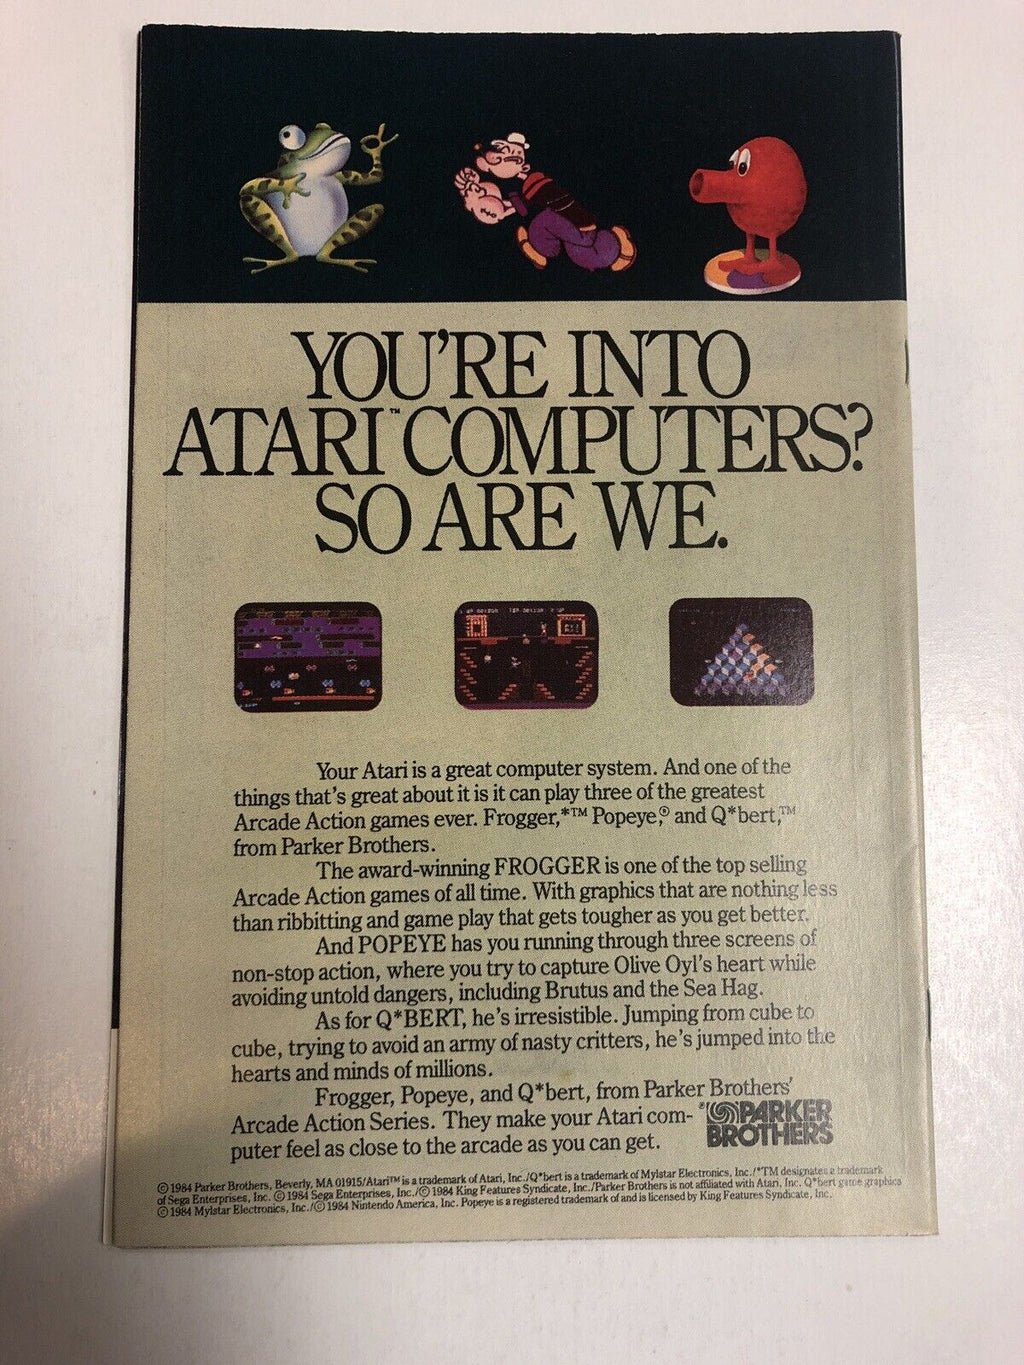 YOU'RE INTO
ATARI™ COMPUTERS?
SO ARE WE.
Your Atari is a great computer system. And one of the
things that's great about it is it can play three of the greatest
Arcade Action games ever. Frogger,*™ Popeye,® and Q*bert,™
from Parker Brothers.
The award-winning FROGGER is one of the top selling
Arcade Action games of all time. With graphics that are nothing less
than ribbitting and game play that gets tougher as you get better.
And POPEYE has you running through three screens of
non-stop action, where you try to capture Olive Oyl's heart while
avoiding untold dangers, including Brutus and the Sea Hag.
As for Q*BERT, he's irresistible. Jumping from cube to
cube, trying to avoid an army of nasty critters, he's jumped into the
hearts and minds of millions.
Frogger, Popeye, and Q*bert, from Parker Brothers'
Arcade Action Series. They make your Atari com-
puter feel as close to the arcade as you can get.
PARKER
BROTHERS
© 1984 Parker Brothers, Beverly, MA 01915/Atari™ is a trademark of Atari, Inc./Q*bert is a trademark of Mylstar Electronics, Inc./*TM designates a trademark
of Sega Enterprises, Inc. © 1984 Sega Enterprises, Inc./© 1984 King Features Syndicate, Inc./Parker Brothers is not affiliated with Atari, Inc. Q*bert game graphics
© 1984 Mylstar Electronics, Inc./© 1984 Nintendo America, Inc. Popeye is a registered trademark of and is licensed by King Features Syndicate, Inc.